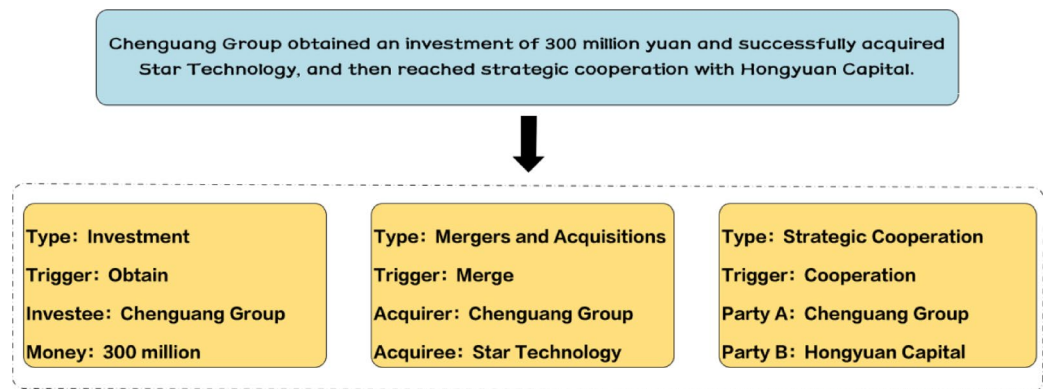 Chenguang Group obtained an investment of 300 million yuan and successfully acquired
Star Technology, and then reached strategic cooperation with Hongyuan Capital.
Type: Investment
Trigger: Obtain
Investee: Chenguang Group
Money: 300 million
Type: Mergers and Acquisitions
Trigger: Merge
Acquirer: Chenguang Group
Acquiree: Star Technology
Type: Strategic Cooperation
Trigger: Cooperation
Party A: Chenguang Group
Party B: Hongyuan Capital